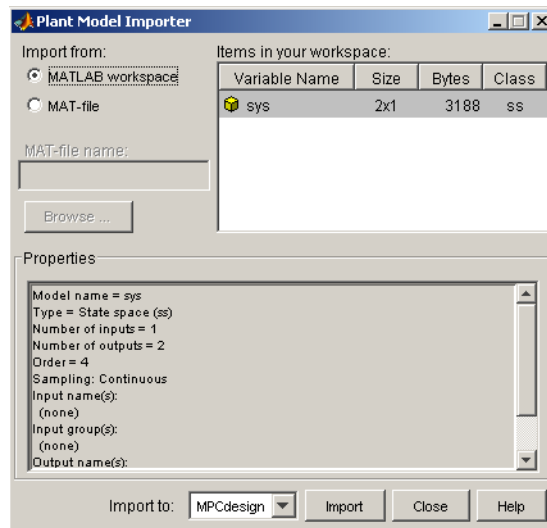 Plant Model Importer
Import from:
MATLAB workspace
MAT-file
MAT-file name:
Browse ...
Items in your workspace:
Variable Name Size Bytes Class
sys 2x1 3188 ss
Properties
Model name = sys
Type = State space (ss)
Number of inputs = 1
Number of outputs = 2
Order = 4
Sampling: Continuous
Input name(s):
(none)
Input group(s):
(none)
Output name(s):
Import to: MPCdesign Import Close Help